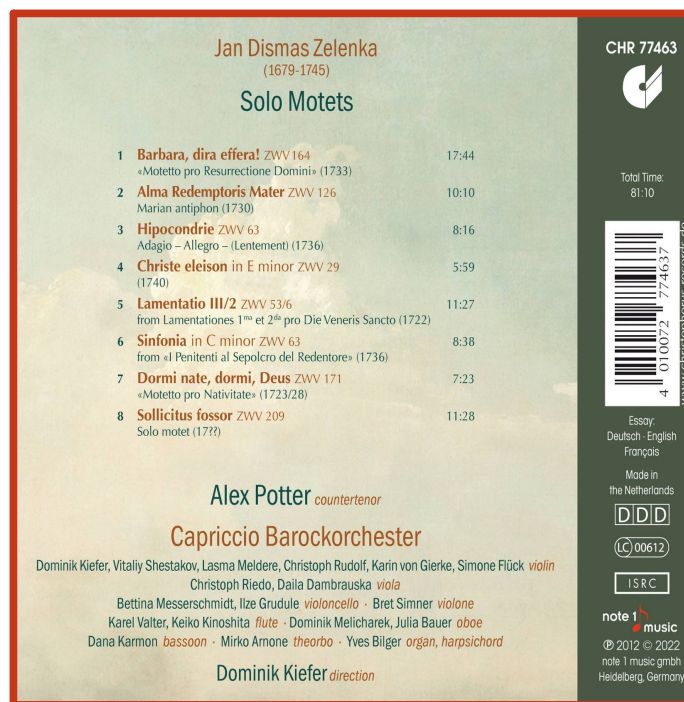 Jan Dismas Zelenka
(1679-1745)
Solo Motets
1 Barbara, dira effera! ZWV164 17:44
«Motetto pro Resurrectione Domini» (1733)
2 Alma Redemptoris Mater ZWV 126 10:10
Marian antiphon (1730)
3 Hipocondrie ZWV 63 8:16
Adagio – Allegro – (Lentement) (1736)
4 Christe eleison in E minor ZWV 29 5:59
(1740)
5 Lamentatio III/2 ZWV 53/6 11:27
from Lamentationes 1ma et 2da pro Die Veneris Sancto (1722)
6 Sinfonia in C minor ZWV 63 8:38
from «I Penitenti al Sepolcro del Redentore» (1736)
7 Dormi nate, dormi, Deus ZWV 171 7:23
«Motetto pro Nativitate» (1723/28)
8 Sollicitus fossor ZWV 209 11:28
Solo motet (17??)
Alex Potter countertenor
Capriccio Barockorchester
Dominik Kiefer, Vitaliy Shestakov, Lasma Meldere, Christoph Rudolf, Karin von Gierke, Simone Flück violin
Christoph Riedo, Daila Dambrauska viola
Bettina Messerschmidt, Ilze Grudule violoncello · Bret Simner violone
Karel Valter, Keiko Kinoshita flute · Dominik Melicharek, Julia Bauer oboe
Dana Karmon bassoon · Mirko Arnone theorbo · Yves Bilger organ, harpsichord
Dominik Kiefer direction
CHR 77463
Total Time:
81:10
4 010072 774637
Essay:
Deutsch · English
Français
Made in
the Netherlands
DDD
LC 00612
ISRC
note 1
music
℗ 2012 © 2022
note 1 music gmbh
Heidelberg, Germany